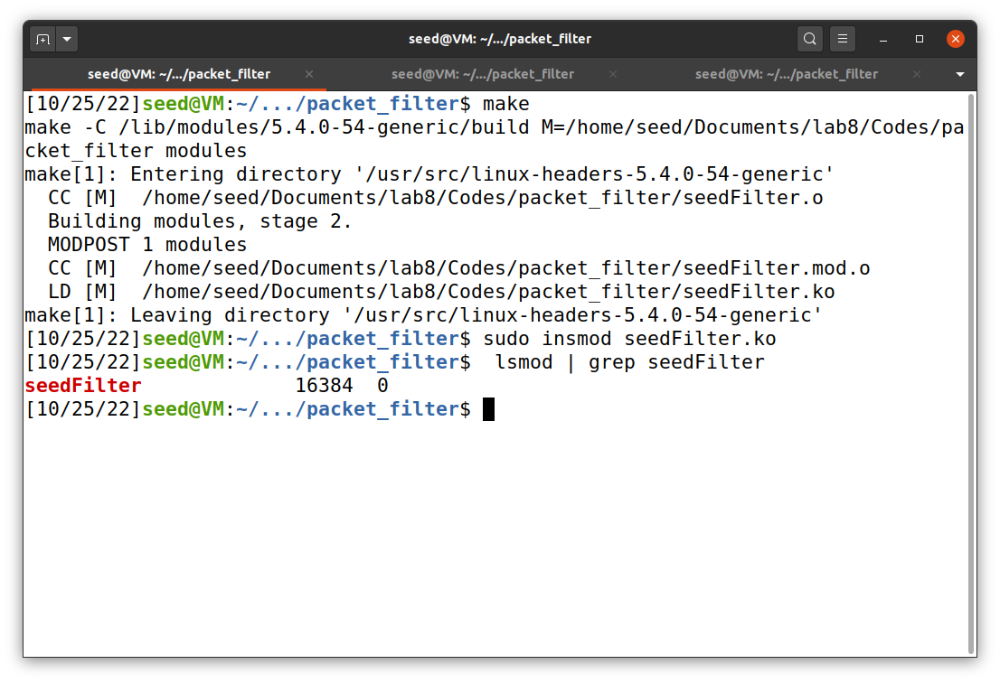 seed@VM: ~/.../packet_filter
seed@VM: ~/.../packet_filter seed@VM: ~/.../packet_filter seed@VM: ~/.../packet_filter
[10/25/22]seed@VM:~/.../packet_filter$ make
make -C /lib/modules/5.4.0-54-generic/build M=/home/seed/Documents/lab8/Codes/pa
cket_filter modules
make[1]: Entering directory '/usr/src/linux-headers-5.4.0-54-generic'
  CC [M]  /home/seed/Documents/lab8/Codes/packet_filter/seedFilter.o
  Building modules, stage 2.
  MODPOST 1 modules
  CC [M]  /home/seed/Documents/lab8/Codes/packet_filter/seedFilter.mod.o
  LD [M]  /home/seed/Documents/lab8/Codes/packet_filter/seedFilter.ko
make[1]: Leaving directory '/usr/src/linux-headers-5.4.0-54-generic'
[10/25/22]seed@VM:~/.../packet_filter$ sudo insmod seedFilter.ko
[10/25/22]seed@VM:~/.../packet_filter$  lsmod | grep seedFilter
seedFilter             16384  0
[10/25/22]seed@VM:~/.../packet_filter$